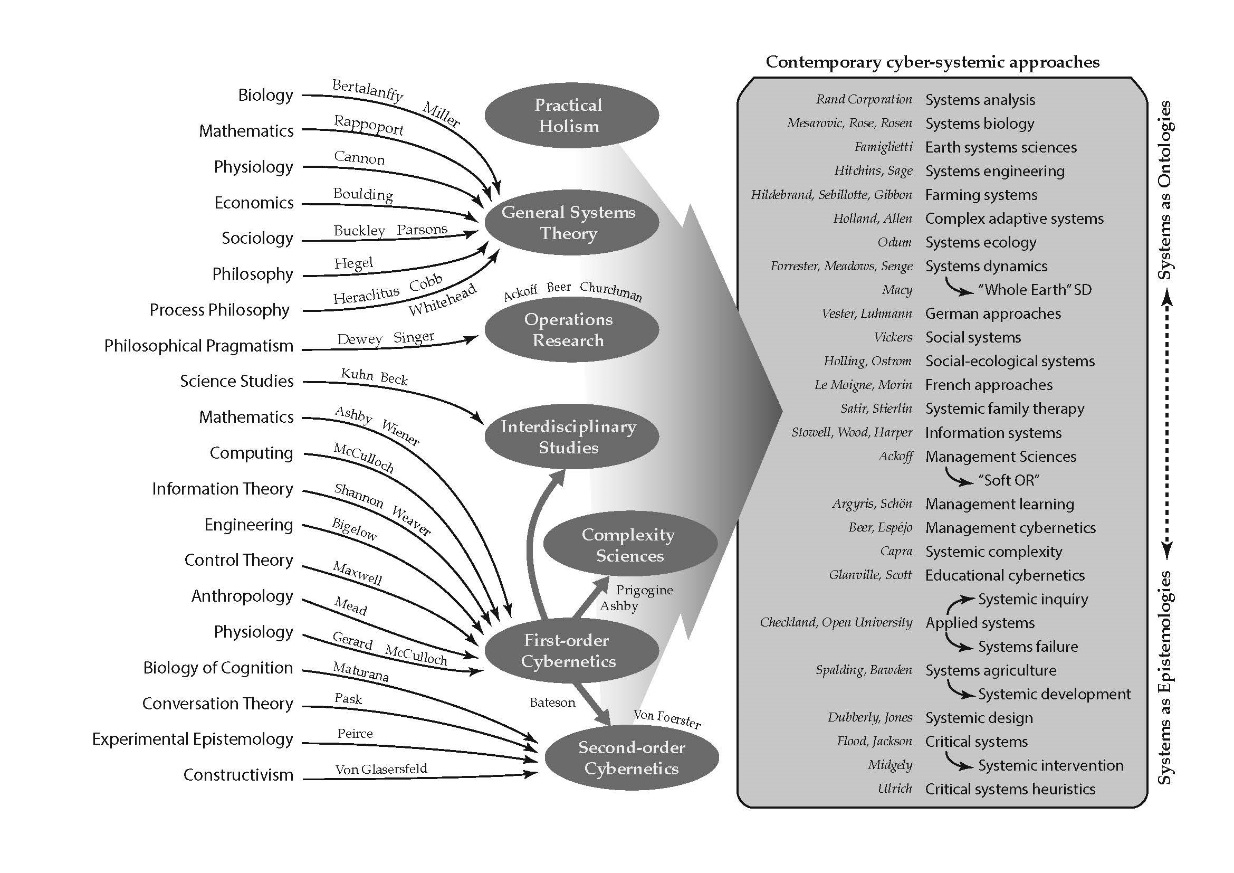 Contemporary cyber-systemic approaches
Biology
Bertalanffy Miller
Mathematics
Rappoport
Physiology
Cannon
Economics
Boulding
Sociology
Buckley Parsons
Philosophy
Hegel
Process Philosophy
Heraclitus Cobb
Whitehead
Philosophical Pragmatism
Dewey Singer
Science Studies
Kuhn Beck
Mathematics
Ashby Wiener
Computing
McCulloch
Information Theory
Shannon Weaver
Engineering
Bigelow
Control Theory
Maxwell
Anthropology
Mead
Physiology
Gerard McCulloch
Biology of Cognition
Maturana
Conversation Theory
Pask
Experimental Epistemology
Peirce
Constructivism
Von Glasersfeld
Practical
Holism
General Systems
Theory
Ackoff Beer Churchman
Operations
Research
Interdisciplinary
Studies
Complexity
Sciences
Prigogine
Ashby
First-order
Cybernetics
Bateson
Von Foerster
Second-order
Cybernetics
Rand Corporation Systems analysis
Mesarovic, Rose, Rosen Systems biology
Famiglietti Earth systems sciences
Hitchins, Sage Systems engineering
Hildebrand, Sebillotte, Gibbon Farming systems
Holland, Allen Complex adaptive systems
Odum Systems ecology
Forrester, Meadows, Senge Systems dynamics
Macy "Whole Earth" SD
Vester, Luhmann German approaches
Vickers Social systems
Holling, Ostrom Social-ecological systems
Le Moigne, Morin French approaches
Satir, Stierlin Systemic family therapy
Stowell, Wood, Harper Information systems
Ackoff Management Sciences
"Soft OR"
Argyris, Schön Management learning
Beer, Espéjo Management cybernetics
Capra Systemic complexity
Glanville, Scott Educational cybernetics
Systemic inquiry
Checkland, Open University Applied systems
Systems failure
Spalding, Bawden Systems agriculture
Systemic development
Dubberly, Jones Systemic design
Flood, Jackson Critical systems
Midgely Systemic intervention
Ulrich Critical systems heuristics
Systems as Ontologies
Systems as Epistemologies